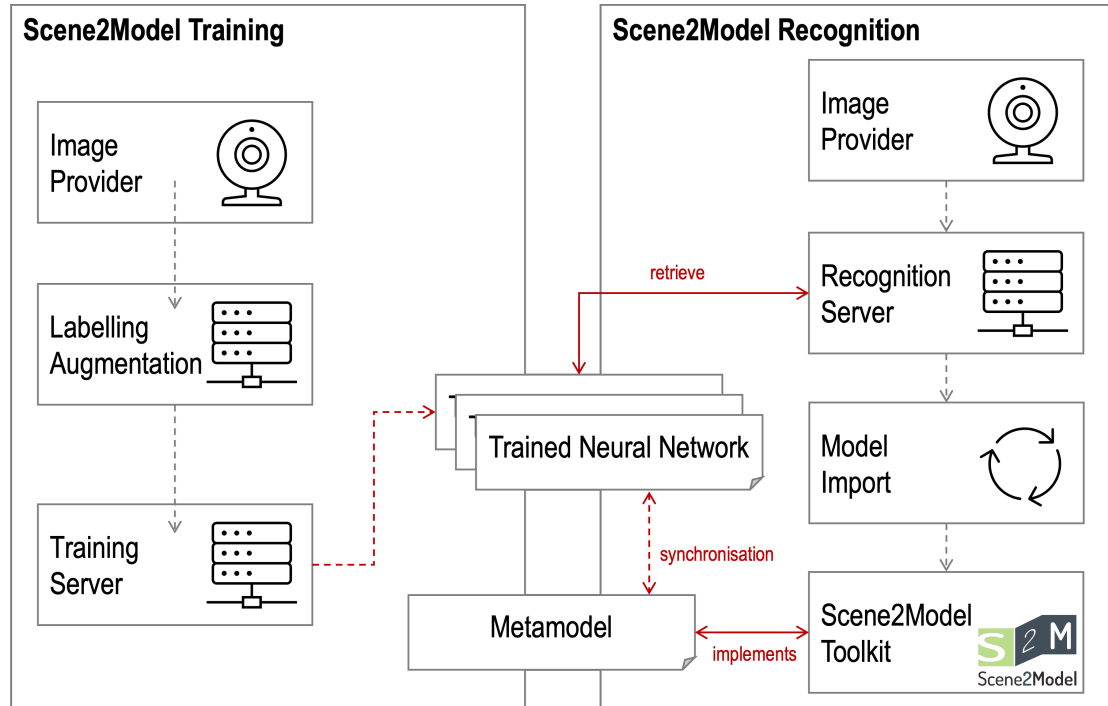 Scene2Model Training
Image
Provider
Labelling
Augmentation
Training
Server
Trained Neural Network
synchronisation
Metamodel
implements
retrieve
Scene2Model Recognition
Image
Provider
Recognition
Server
Model
Import
Scene2Model
Toolkit
S2M
Scene2Model